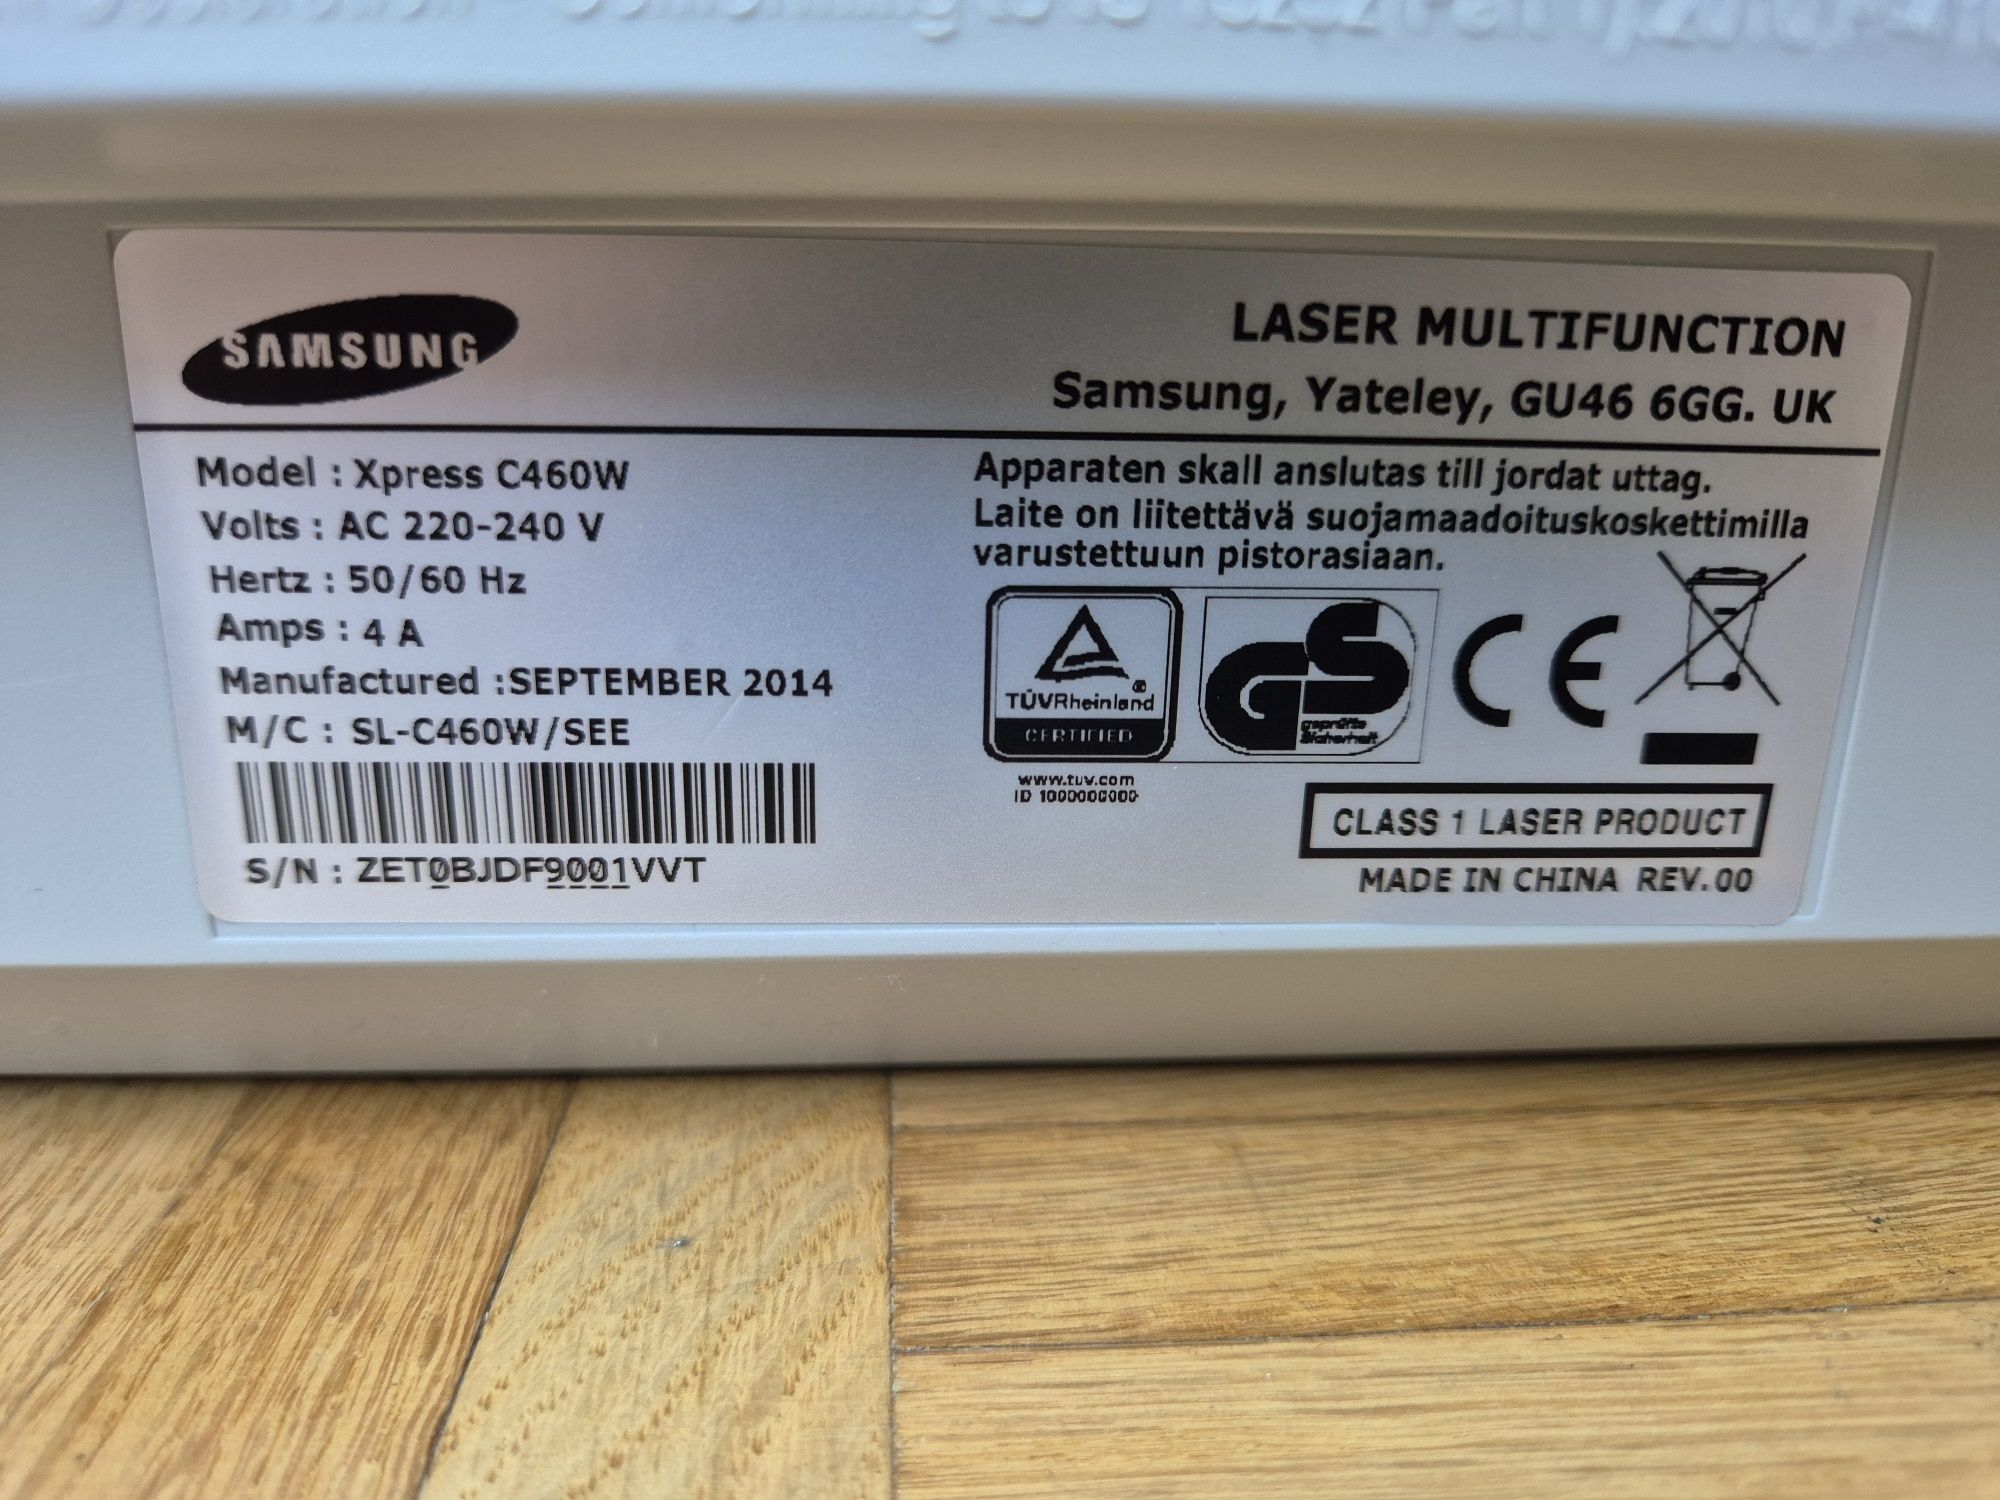 SAMSUNG
LASER MULTIFUNCTION
Samsung, Yateley, GU46 6GG. UK
Model : Xpress C460W
Volts : AC 220-240 V
Hertz : 50/60 Hz
Amps : 4 A
Manufactured :SEPTEMBER 2014
M/C : SL-C460W/SEE
S/N : ZET0BJDF9001VVT
Apparaten skall anslutas till jordat uttag.
Laite on liitettävä suojamaadoituskoskettimilla
varustettuun pistorasiaan.
TÜVRheinland
CERTIFIED
www.tuv.com
ID 1000000000
GS
geprüfte
Sicherheit
CE
CLASS 1 LASER PRODUCT
MADE IN CHINA REV.00